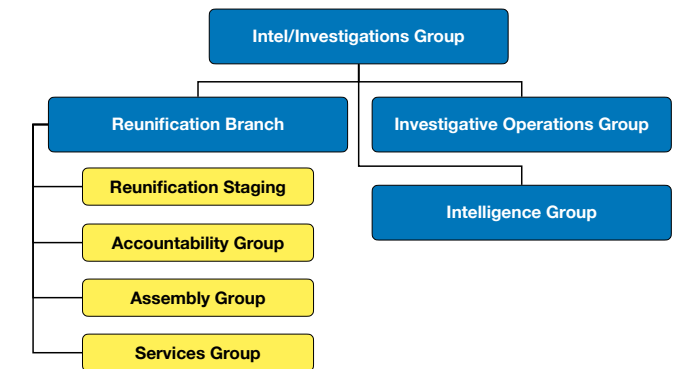 Intel/Investigations Group
Reunification Branch
Investigative Operations Group
Reunification Staging
Intelligence Group
Accountability Group
Assembly Group
Services Group